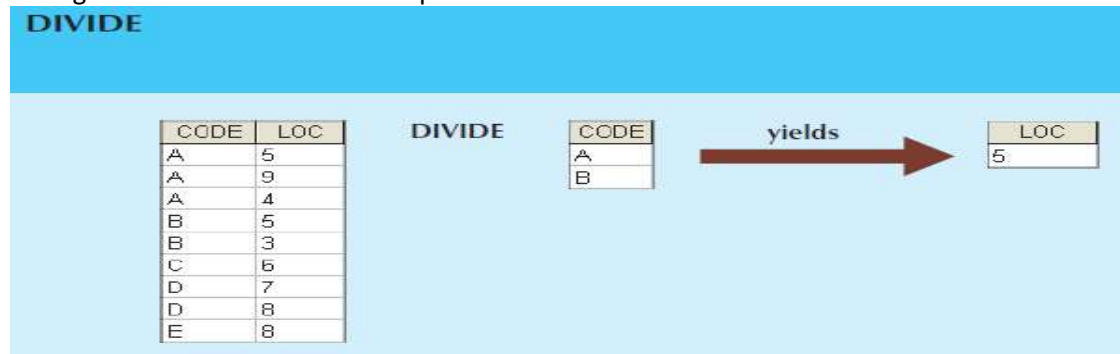 DIVIDE
CODE LOC
A 5
A 9
A 4
B 5
B 3
C 6
D 7
D 8
E 8
DIVIDE
CODE
A
B
yields
LOC
5